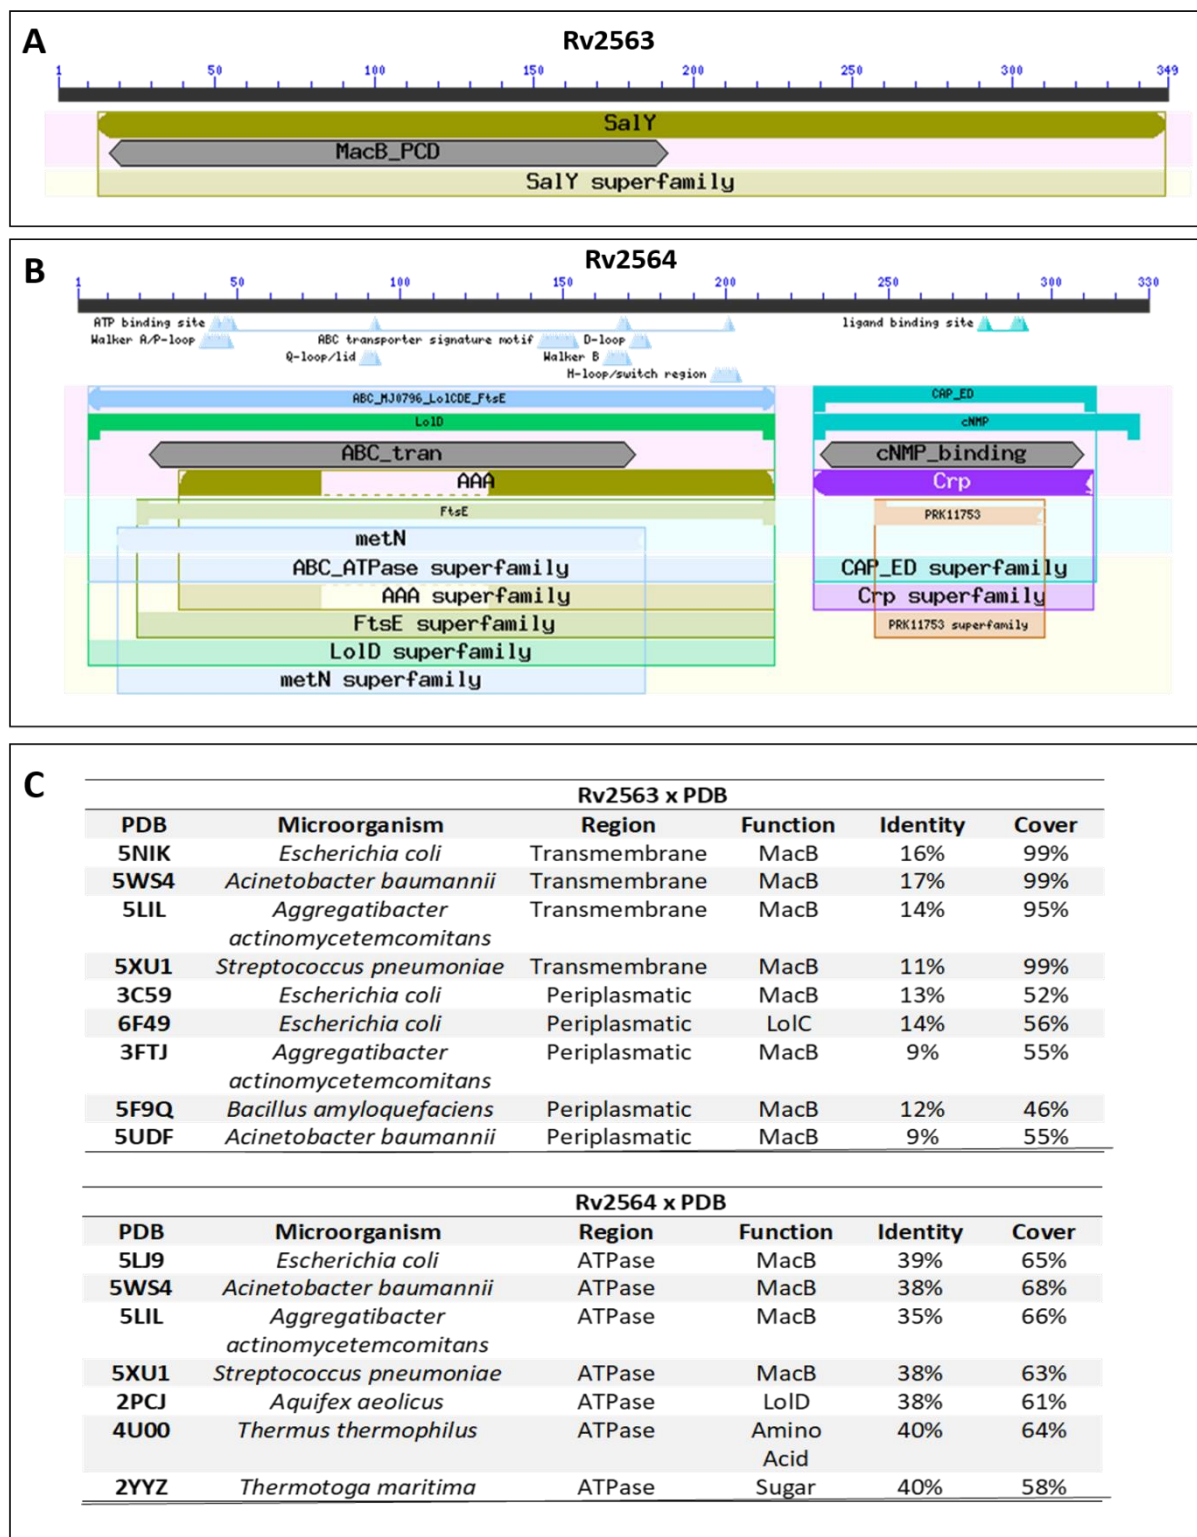 A
Rv2563
1 50 100 150 200 250 300 349
SalY
MacB_PCD
SalY superfamily
B
Rv2564
1 50 100 150 200 250 300 330
ATP binding site
ligand binding site
Walker A/P-loop ABC transporter signature motif D-loop
Q-loop/lid Walker B
H-loop/switch region
ABC_MJ0796_LolCDE_FtsE CAP_ED
LolD cNMP
ABC_tran cNMP_binding
AAA Crp
FtsE PRK11753
metN
ABC_ATPase superfamily CAP_ED superfamily
AAA superfamily Crp superfamily
FtsE superfamily PRK11753 superfamily
LolD superfamily
metN superfamily
C
Rv2563 x PDB
PDB Microorganism Region Function Identity Cover
5NIK Escherichia coli Transmembrane MacB 16% 99%
5WS4 Acinetobacter baumannii Transmembrane MacB 17% 99%
5LIL Aggregatibacter Transmembrane MacB 14% 95%
actinomycetemcomitans
5XU1 Streptococcus pneumoniae Transmembrane MacB 11% 99%
3C59 Escherichia coli Periplasmatic MacB 13% 52%
6F49 Escherichia coli Periplasmatic LolC 14% 56%
3FTJ Aggregatibacter Periplasmatic MacB 9% 55%
actinomycetemcomitans
5F9Q Bacillus amyloquefaciens Periplasmatic MacB 12% 46%
5UDF Acinetobacter baumannii Periplasmatic MacB 9% 55%
Rv2564 x PDB
PDB Microorganism Region Function Identity Cover
5LJ9 Escherichia coli ATPase MacB 39% 65%
5WS4 Acinetobacter baumannii ATPase MacB 38% 68%
5LIL Aggregatibacter ATPase MacB 35% 66%
actinomycetemcomitans
5XU1 Streptococcus pneumoniae ATPase MacB 38% 63%
2PCJ Aquifex aeolicus ATPase LolD 38% 61%
4U00 Thermus thermophilus ATPase Amino 40% 64%
Acid
2YYZ Thermotoga maritima ATPase Sugar 40% 58%